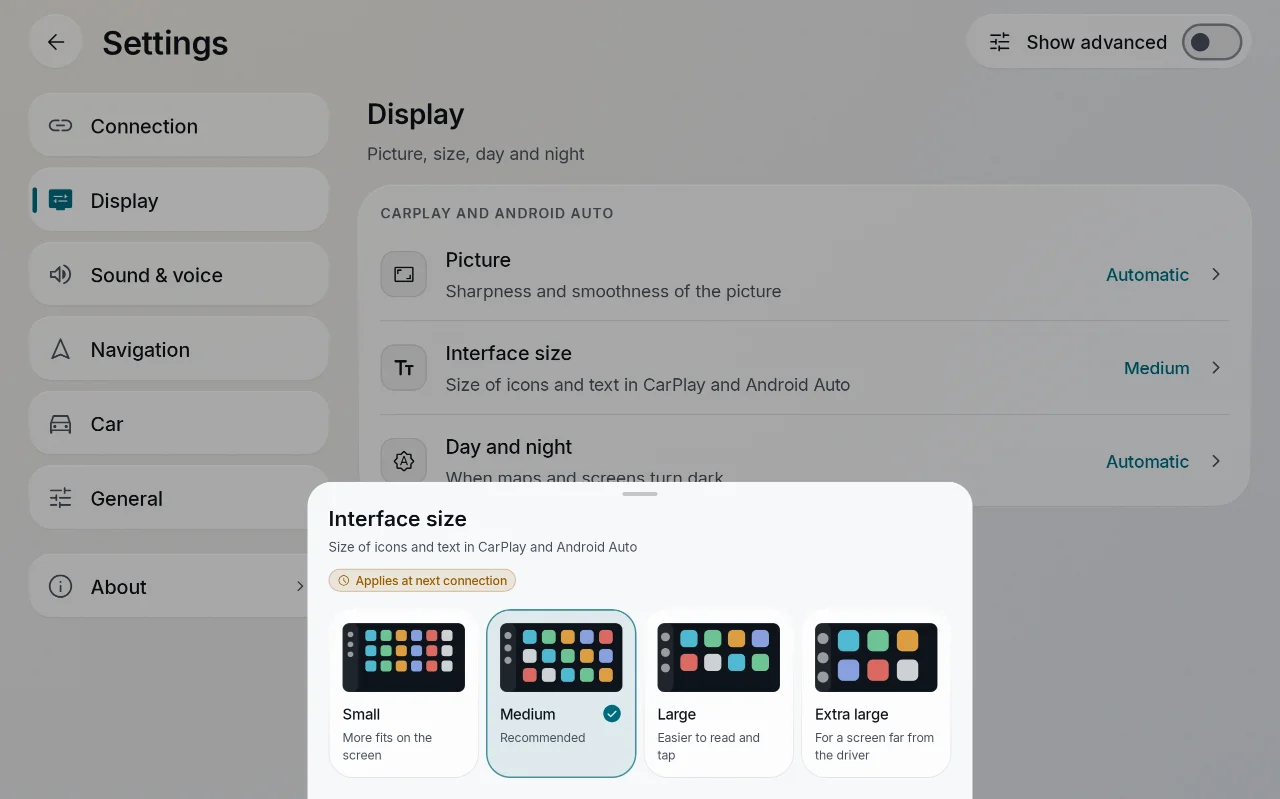 Settings
Show advanced
Connection
Display
Sound & voice
Navigation
Car
General
About
Display
Picture, size, day and night
CARPLAY AND ANDROID AUTO
Picture
Sharpness and smoothness of the picture
Automatic
Interface size
Size of icons and text in CarPlay and Android Auto
Medium
Day and night
When maps and screens turn dark
Automatic
Interface size
Size of icons and text in CarPlay and Android Auto
Applies at next connection
Small
More fits on the
screen
Medium
Recommended
Large
Easier to read and
tap
Extra large
For a screen far from
the driver